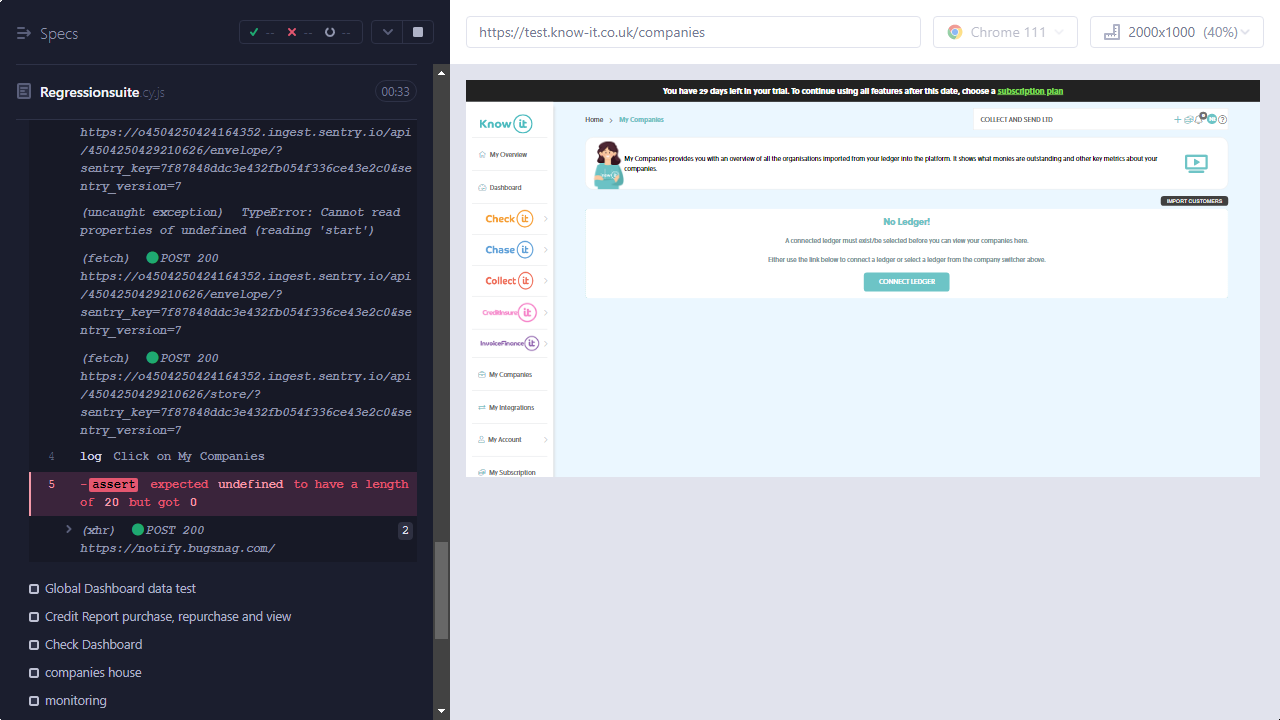 Specs
--
--
--
https://test.know-it.co.uk/companies
Chrome 111
2000x1000 (40%)
Regressionsuite.cy.js
00:33
https://o4504250424164352.ingest.sentry.io/api
/4504250429210626/envelope/?
sentry_key=7f87848ddc3e432fb054f336ce43e2c0&se
ntry_version=7
(uncaught exception) TypeError: Cannot read
properties of undefined (reading 'start')
(fetch) POST 200
https://o4504250424164352.ingest.sentry.io/api
/4504250429210626/envelope/?
sentry_key=7f87848ddc3e432fb054f336ce43e2c0&se
ntry_version=7
(fetch) POST 200
https://o4504250424164352.ingest.sentry.io/api
/4504250429210626/store/?
sentry_key=7f87848ddc3e432fb054f336ce43e2c0&se
ntry_version=7
4 log Click on My Companies
5 -assert expected undefined to have a length
of 20 but got 0
(xhr) POST 200 2
https://notify.bugsnag.com/
Global Dashboard data test
Credit Report purchase, repurchase and view
Check Dashboard
companies house
monitoring
You have 29 days left in your trial. To continue using all features after this date, choose a subscription plan
Know it
My Overview
Dashboard
Check it
Chase it
Collect it
CreditInsure it
InvoiceFinance it
My Companies
My Integrations
My Account
My Subscription
Home > My Companies
COLLECT AND SEND LTD
My Companies provides you with an overview of all the organisations imported from your ledger into the platform. It shows what monies are outstanding and other key metrics about your
companies.
IMPORT CUSTOMERS
No Ledger!
A connected ledger must exist/be selected before you can view your companies here.
Either use the link below to connect a ledger or select a ledger from the company switcher above.
CONNECT LEDGER